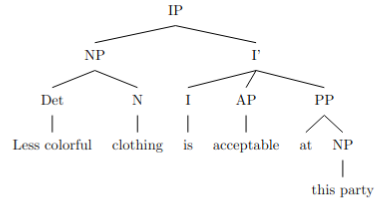 IP
NP I'
Det N I AP PP
Less colorful clothing is acceptable at NP
this party